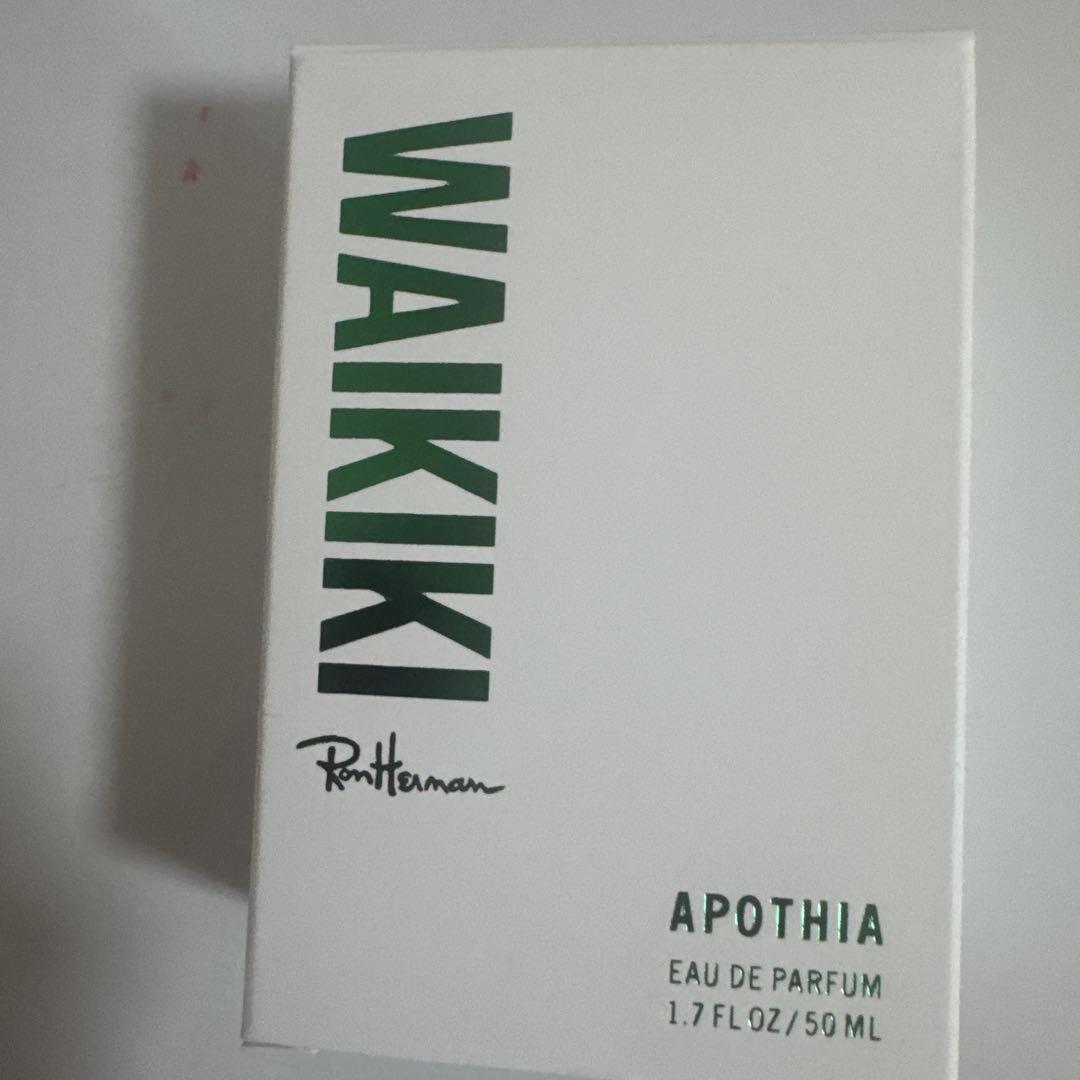 WAIKIKI
Ron Herman
APOTHIA
EAU DE PARFUM
1.7 FL OZ/50 ML